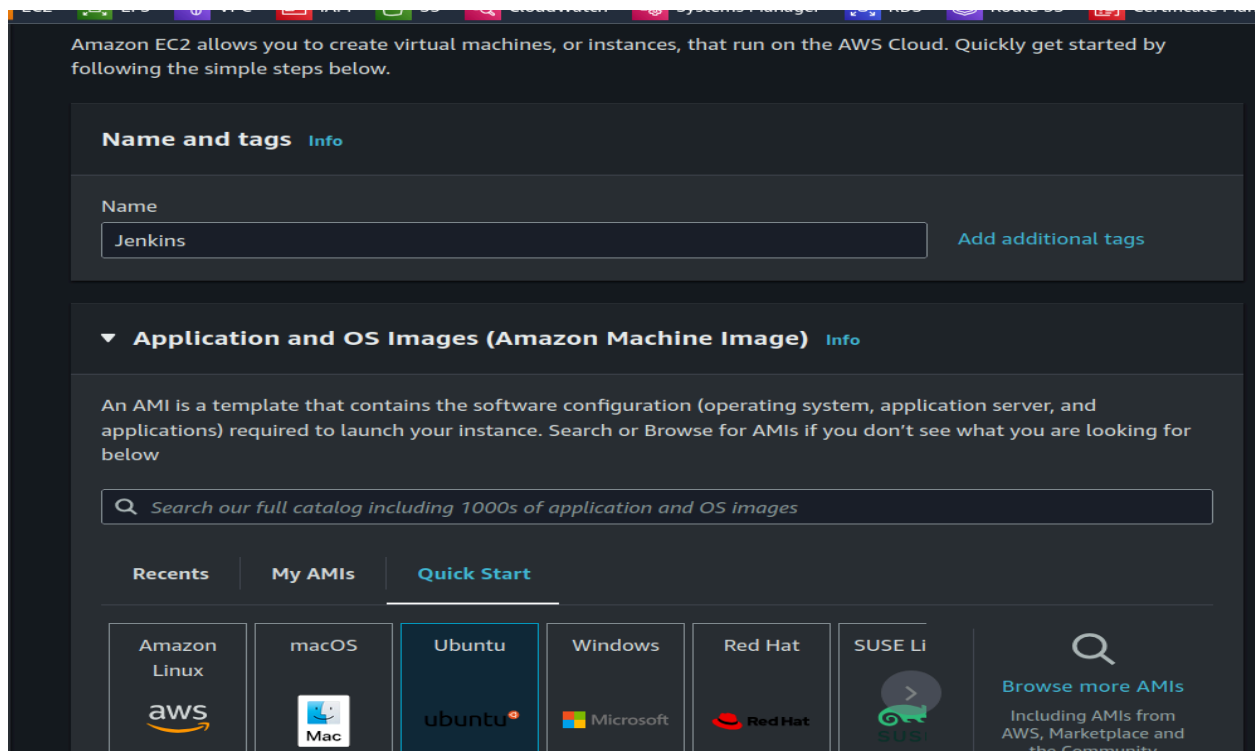 Amazon EC2 allows you to create virtual machines, or instances, that run on the AWS Cloud. Quickly get started by
following the simple steps below.
Name and tags Info
Name
Jenkins
Add additional tags
Application and OS Images (Amazon Machine Image) Info
An AMI is a template that contains the software configuration (operating system, application server, and
applications) required to launch your instance. Search or Browse for AMIs if you don't see what you are looking for
below
Search our full catalog including 1000s of application and OS images
Recents My AMIs Quick Start
Amazon
Linux
aws
macOS
Mac
Ubuntu
ubuntu
Windows
Microsoft
Red Hat
Red Hat
SUSE Li
SUS
Browse more AMIs
Including AMIs from
AWS, Marketplace and
the Community